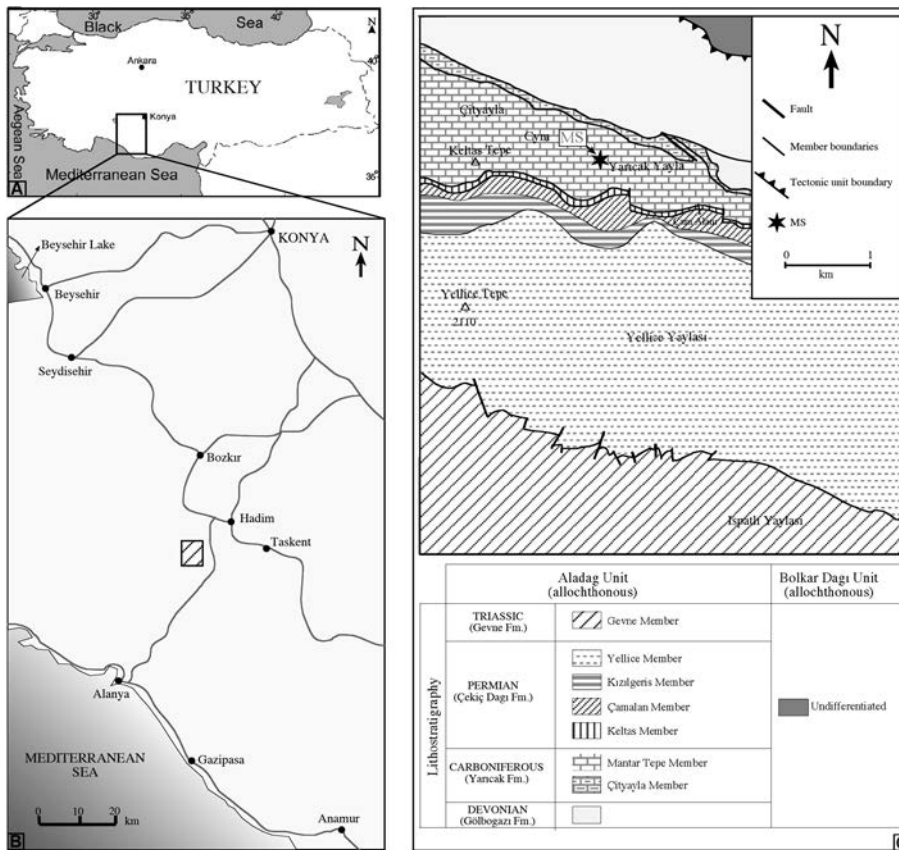 30°
35°
40°
Black
Sea
N
Ankara
40°
TURKEY
Konya
Aegean Sea
Mediterranean Sea
36°
A
Beysehir Lake
KONYA
N
Beysehir
Seydisehir
Bozkır
Hadim
Taskent
Alanya
MEDITERRANEAN
SEA
Gazipasa
0 10 20
km
Anamur
B
Çityayla
Cym
MS
Keltas Tepe
Yarıcak Yayla
Yellice Tepe
2110
Yellice Yaylası
Ispatlı Yaylası
N
Fault
Member boundaries
Tectonic unit boundary
MS
0 1
km
Aladag Unit
(allochthonous)
Bolkar Dagı Unit
(allochthonous)
Lithostratigraphy
TRIASSIC
(Gevne Fm.)
Gevne Member
PERMIAN
(Çekiç Dagı Fm.)
Yellice Member
Kızılgeris Member
Çamalan Member
Keltas Member
Undifferentiated
CARBONIFEROUS
(Yarıcak Fm.)
Mantar Tepe Member
Çityayla Member
DEVONIAN
(Gölbogazı Fm.)